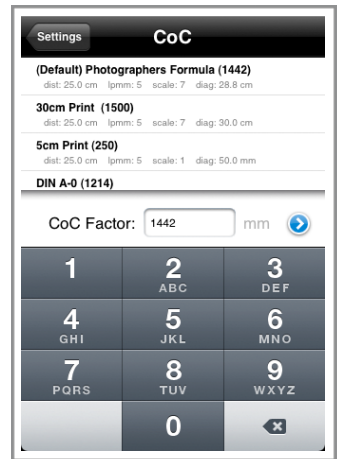 Settings
CoC
(Default) Photographers Formula (1442)
dist: 25.0 cm lpmm: 5 scale: 7 diag: 28.8 cm
30cm Print (1500)
dist: 25.0 cm lpmm: 5 scale: 7 diag: 30.0 cm
5cm Print (250)
dist: 25.0 cm lpmm: 5 scale: 1 diag: 50.0 mm
DIN A-0 (1214)
CoC Factor: 1442 mm
1 2 3
ABC DEF
4 5 6
GHI JKL MNO
7 8 9
PQRS TUV WXYZ
0